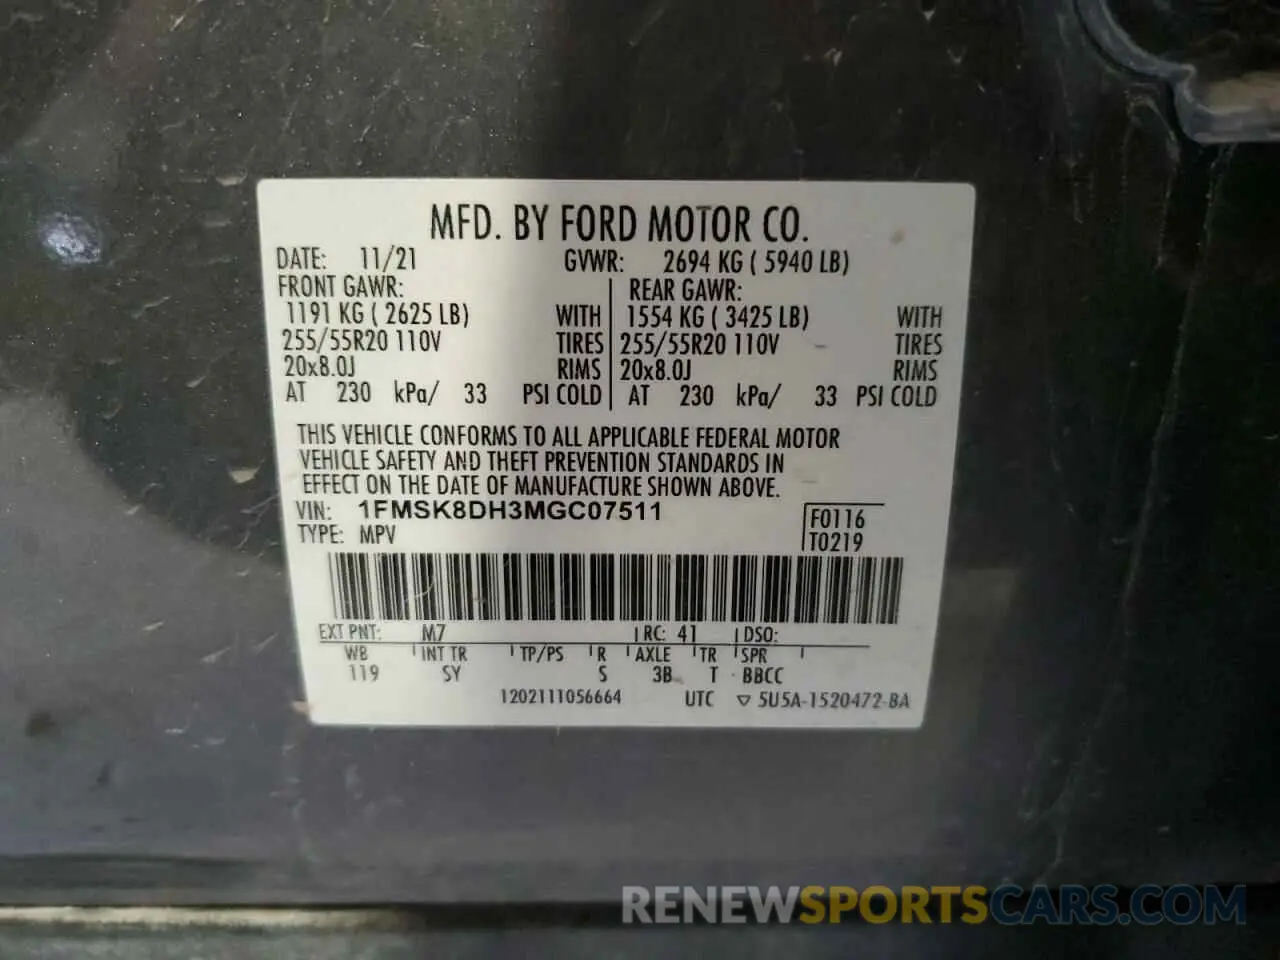 MFD. BY FORD MOTOR CO.
DATE: 11/21 GVWR: 2694 KG ( 5940 LB)
FRONT GAWR: REAR GAWR:
1191 KG ( 2625 LB) WITH 1554 KG ( 3425 LB) WITH
255/55R20 110V TIRES 255/55R20 110V TIRES
20x8.0J RIMS 20x8.0J RIMS
AT 230 kPa/ 33 PSI COLD AT 230 kPa/ 33 PSI COLD
THIS VEHICLE CONFORMS TO ALL APPLICABLE FEDERAL MOTOR
VEHICLE SAFETY AND THEFT PREVENTION STANDARDS IN
EFFECT ON THE DATE OF MANUFACTURE SHOWN ABOVE.
VIN: 1FMSK8DH3MGC07511 F0116
TYPE: MPV T0219
EXT PNT: M7 RC: 41 DSO:
WB INT TR TP/PS R AXLE TR SPR
119 SY S 3B T BBCC
1202111056664 UTC ▽ 5U5A-1520472-BA
RENEWSPORTSCARS.COM